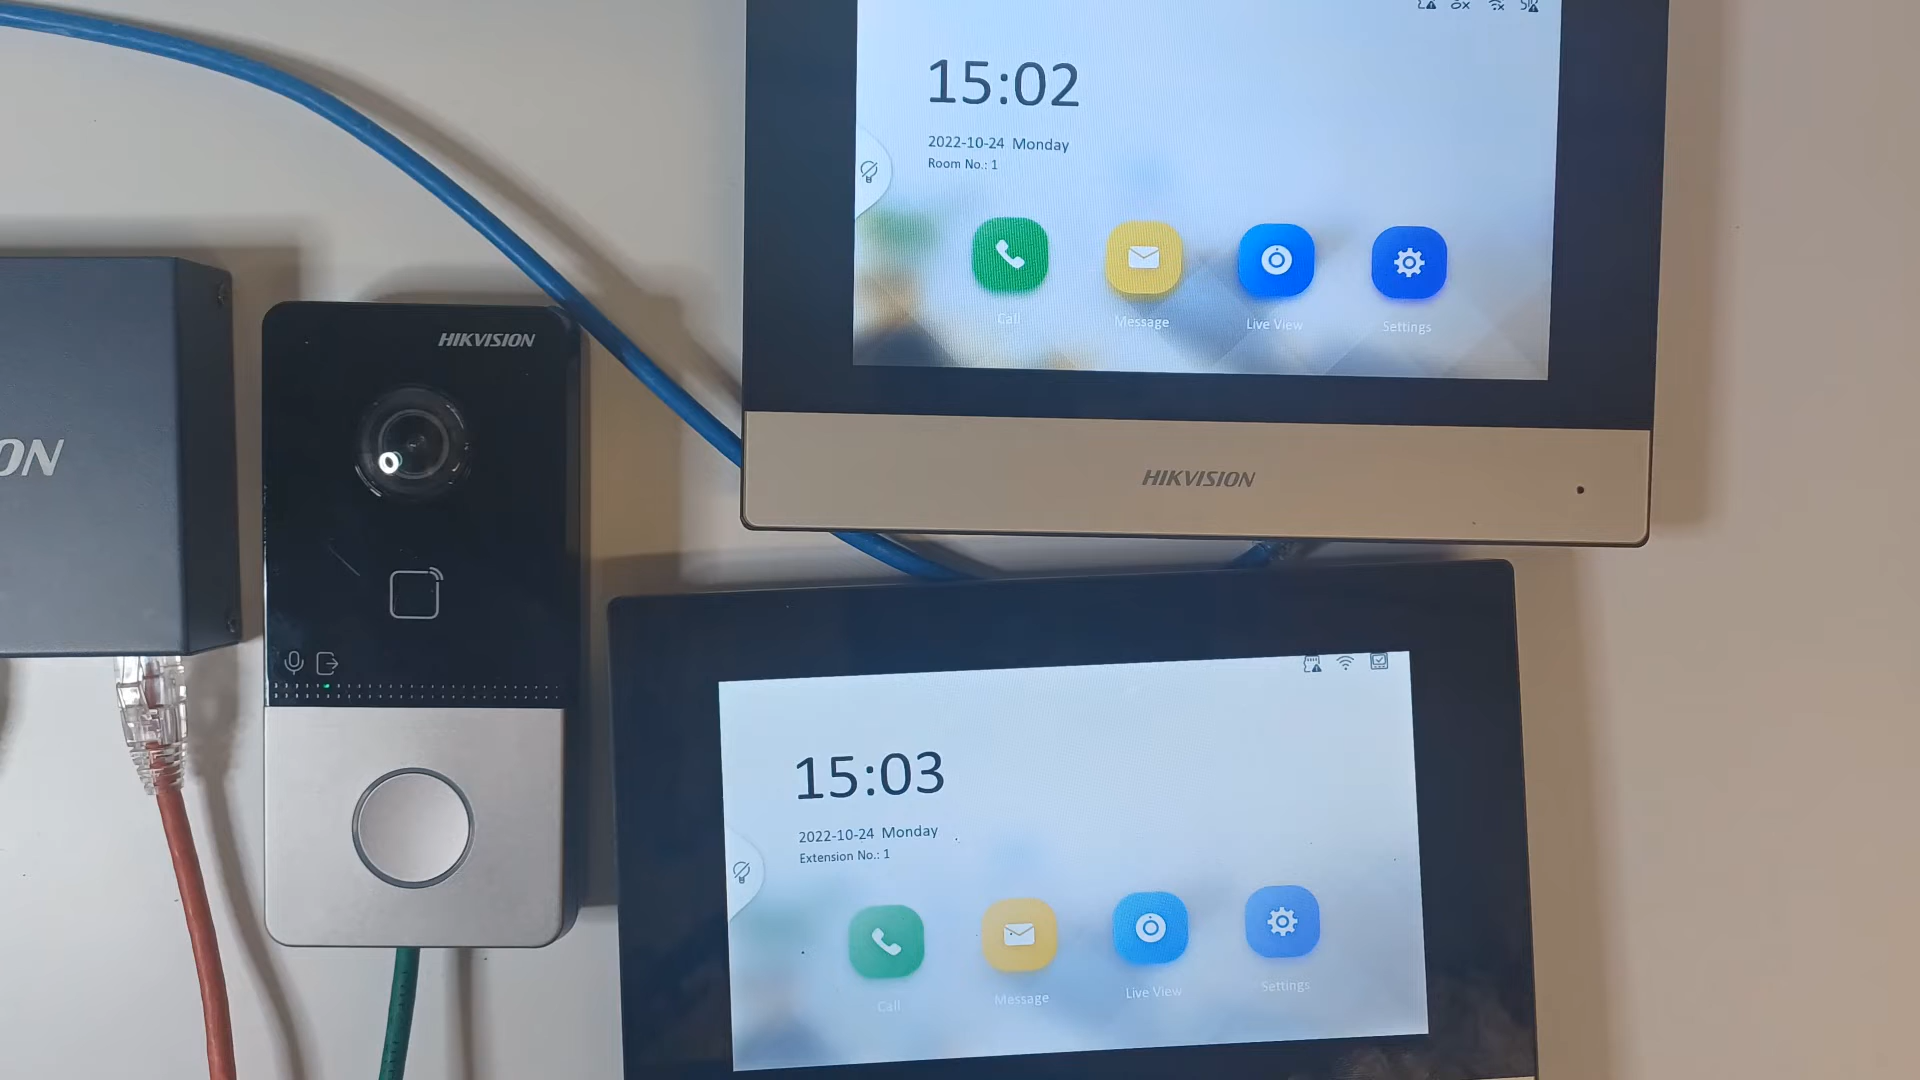 15:02
2022-10-24 Monday
Room No.: 1
Call
Message
Live View
Settings
HIKVISION
HIKVISION
ON
15:03
2022-10-24 Monday
Extension No.: 1
Call
Message
Live View
Settings